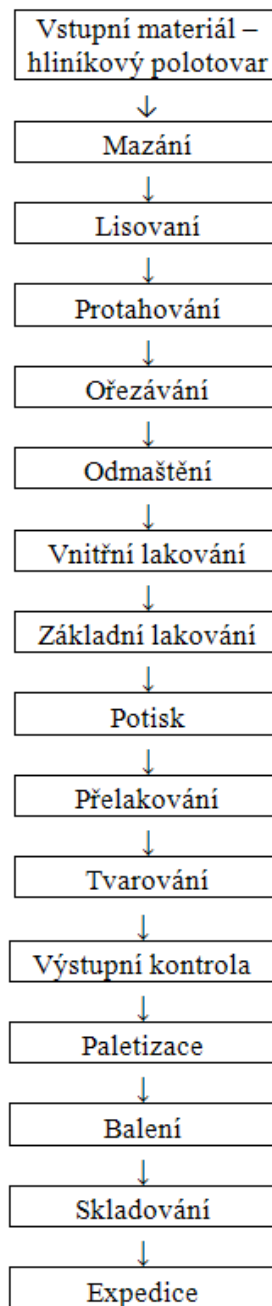 Vstupní materiál –
hliníkový polotovar
↓
Mazání
↓
Lisovaní
↓
Protahování
↓
Ořezávání
↓
Odmaštění
↓
Vnitřní lakování
↓
Základní lakování
↓
Potisk
↓
Přelakování
↓
Tvarování
↓
Výstupní kontrola
↓
Paletizace
↓
Balení
↓
Skladování
↓
Expedice